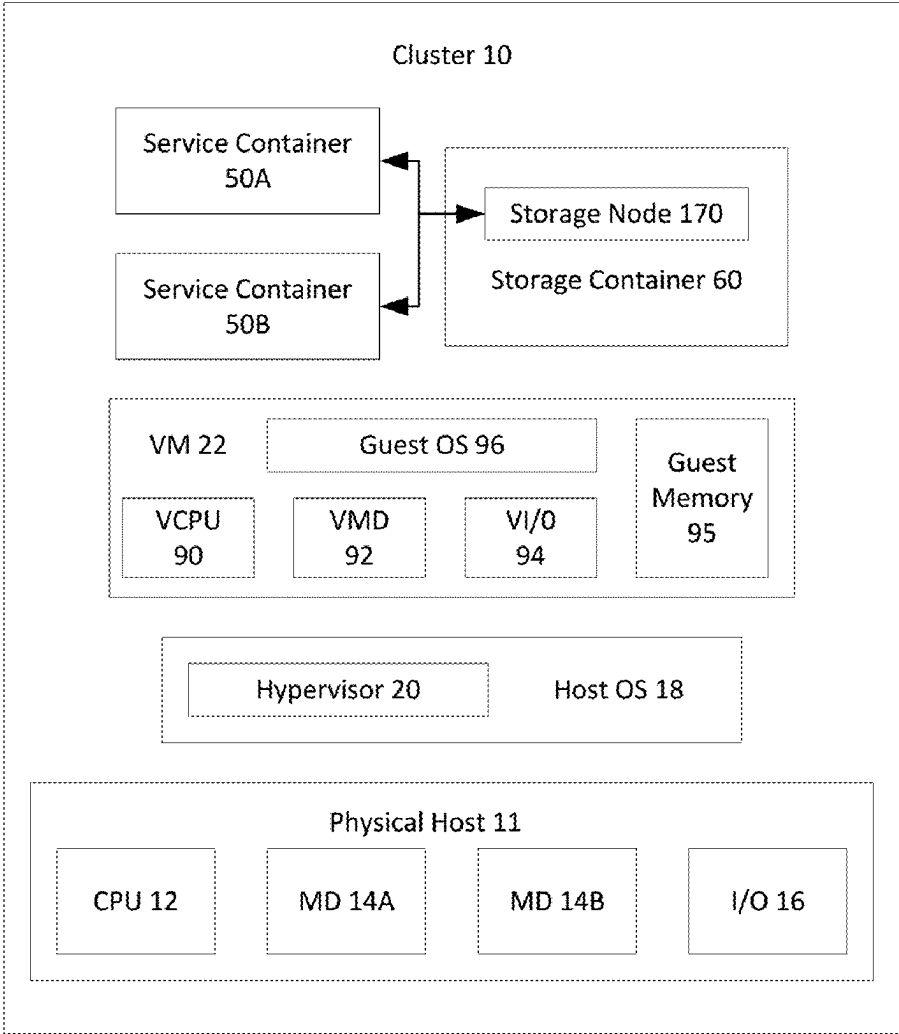 Cluster 10
Service Container
50A
Storage Node 170
Storage Container 60
Service Container
50B
VM 22
Guest OS 96
Guest
Memory
95
VCPU
90
VMD
92
VI/0
94
Hypervisor 20
Host OS 18
Physical Host 11
CPU 12
MD 14A
MD 14B
I/O 16